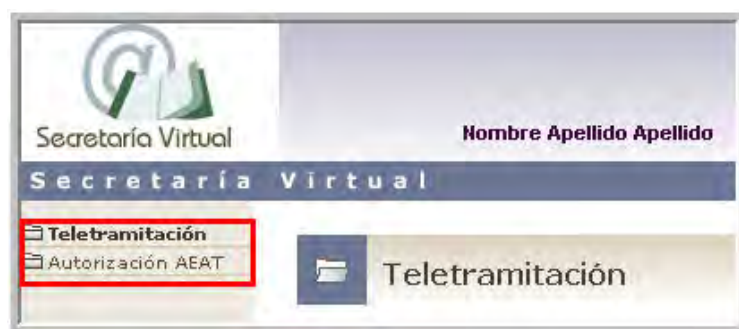 Secretaría Virtual
Nombre Apellido Apellido
Secretaría Virtual
Teletramitación
Autorización AEAT
Teletramitación